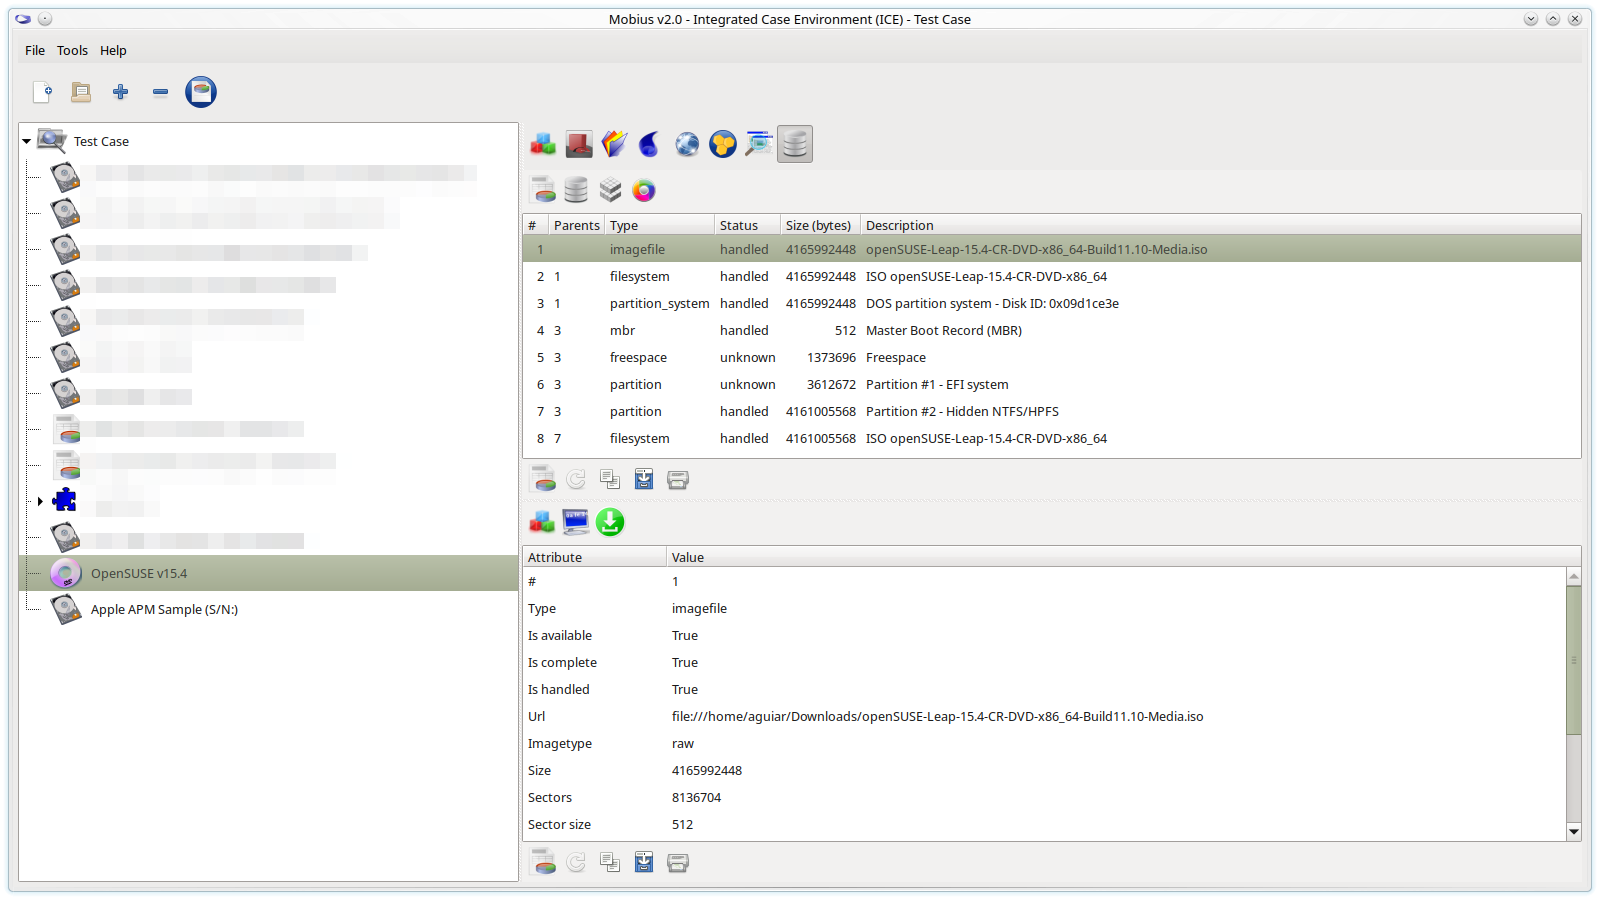 Mobius v2.0 - Integrated Case Environment (ICE) - Test Case
File Tools Help
Test Case
OpenSUSE v15.4
Apple APM Sample (S/N:)
# Parents Type Status Size (bytes) Description
1 imagefile handled 4165992448 openSUSE-Leap-15.4-CR-DVD-x86_64-Build11.10-Media.iso
2 1 filesystem handled 4165992448 ISO openSUSE-Leap-15.4-CR-DVD-x86_64
3 1 partition_system handled 4165992448 DOS partition system - Disk ID: 0x09d1ce3e
4 3 mbr handled 512 Master Boot Record (MBR)
5 3 freespace unknown 1373696 Freespace
6 3 partition unknown 3612672 Partition #1 - EFI system
7 3 partition handled 4161005568 Partition #2 - Hidden NTFS/HPFS
8 7 filesystem handled 4161005568 ISO openSUSE-Leap-15.4-CR-DVD-x86_64
Attribute Value
# 1
Type imagefile
Is available True
Is complete True
Is handled True
Url file:///home/aguiar/Downloads/openSUSE-Leap-15.4-CR-DVD-x86_64-Build11.10-Media.iso
Imagetype raw
Size 4165992448
Sectors 8136704
Sector size 512